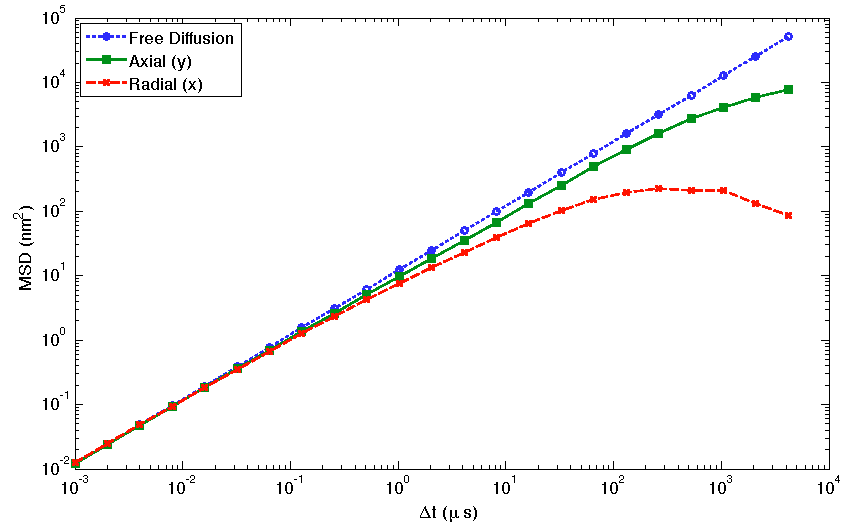 10^5
10^4
10^3
10^2
10^1
10^0
10^-1
10^-2
MSD (nm^2)
Free Diffusion
Axial (y)
Radial (x)
10^-3 10^-2 10^-1 10^0 10^1 10^2 10^3 10^4
Δt (μ s)